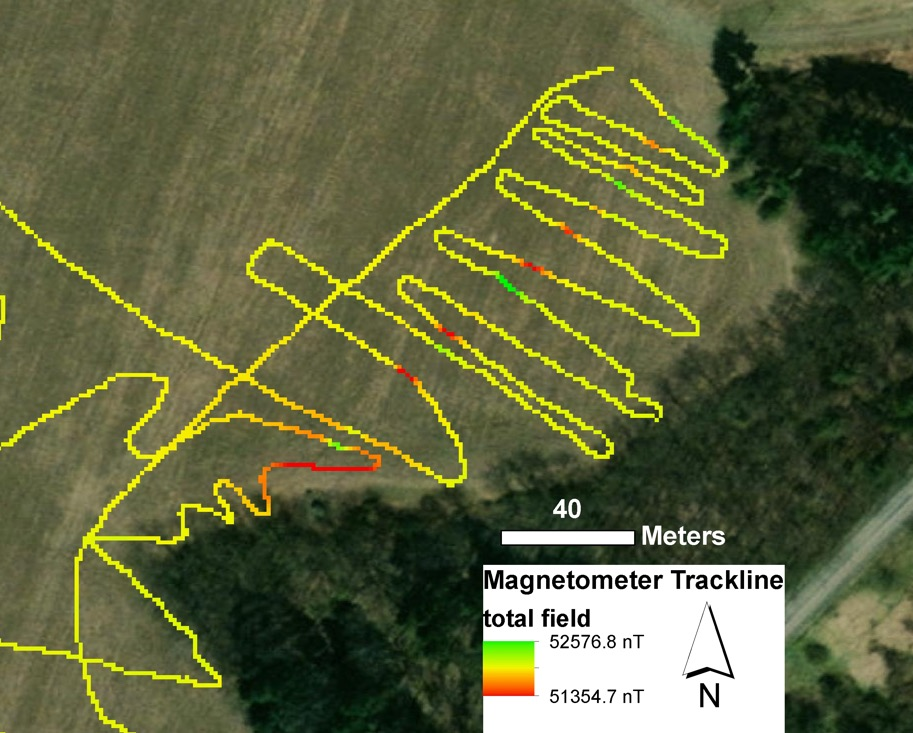 40
Meters
Magnetometer Trackline
total field
52576.8 nT
51354.7 nT
N